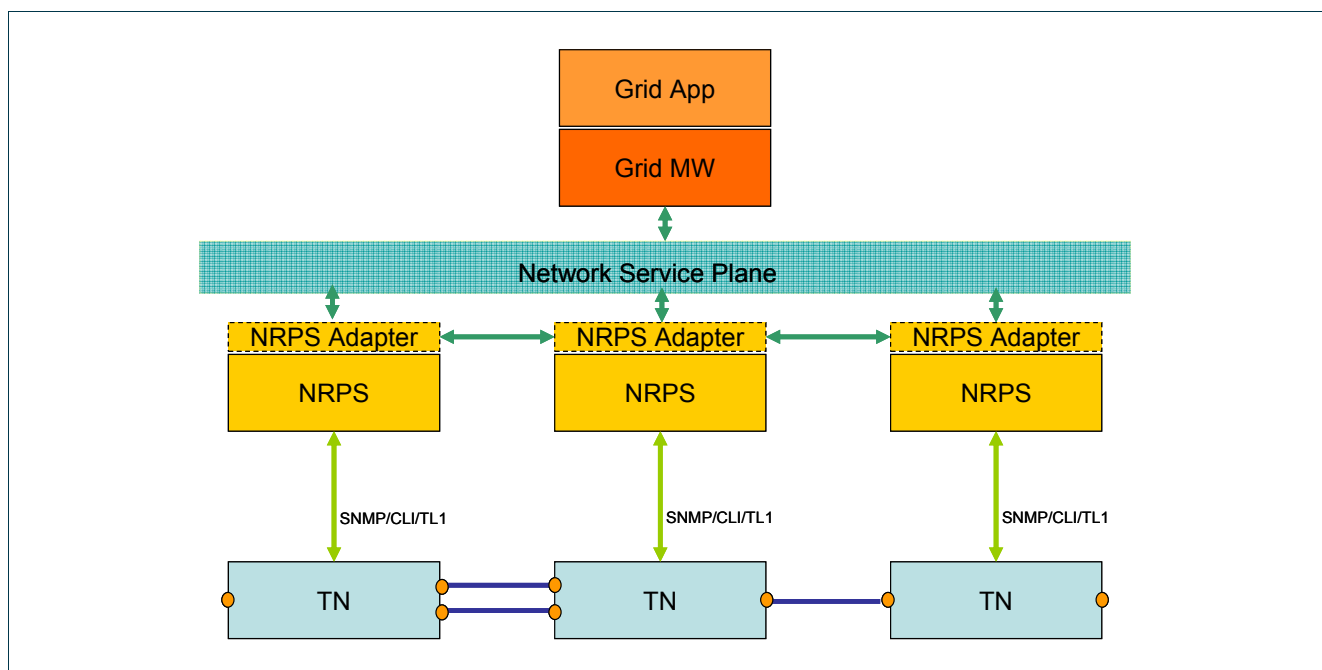 Grid App
Grid MW
Network Service Plane
NRPS Adapter
NRPS Adapter
NRPS Adapter
NRPS
NRPS
NRPS
SNMP/CLI/TL1
SNMP/CLI/TL1
SNMP/CLI/TL1
TN
TN
TN